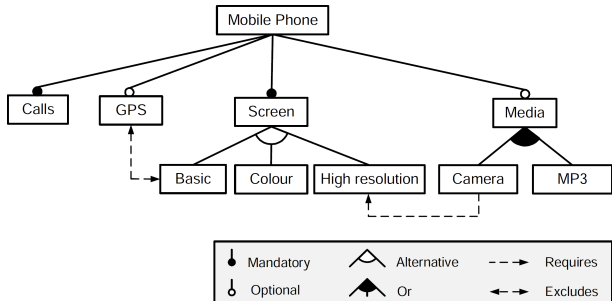 Mobile Phone
Calls
GPS
Screen
Media
Basic
Colour
High resolution
Camera
MP3
Mandatory
Alternative
Requires
Optional
Or
Excludes